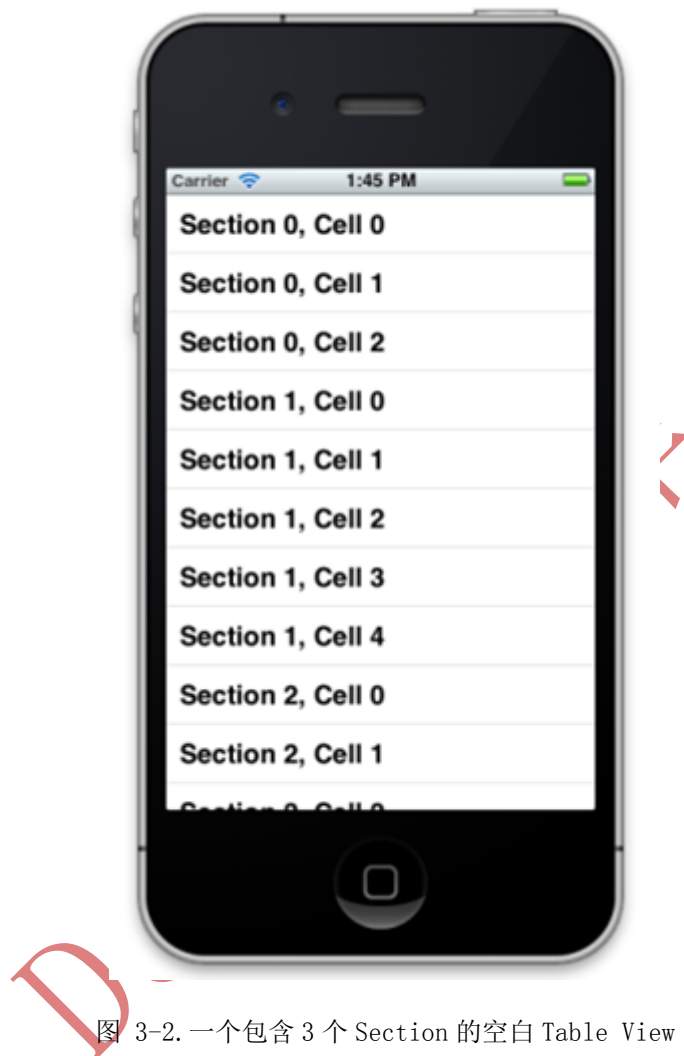 Carrier 1:45 PM
Section 0, Cell 0
Section 0, Cell 1
Section 0, Cell 2
Section 1, Cell 0
Section 1, Cell 1
Section 1, Cell 2
Section 1, Cell 3
Section 1, Cell 4
Section 2, Cell 0
Section 2, Cell 1
图 3-2.一个包含 3 个 Section 的空白 Table View